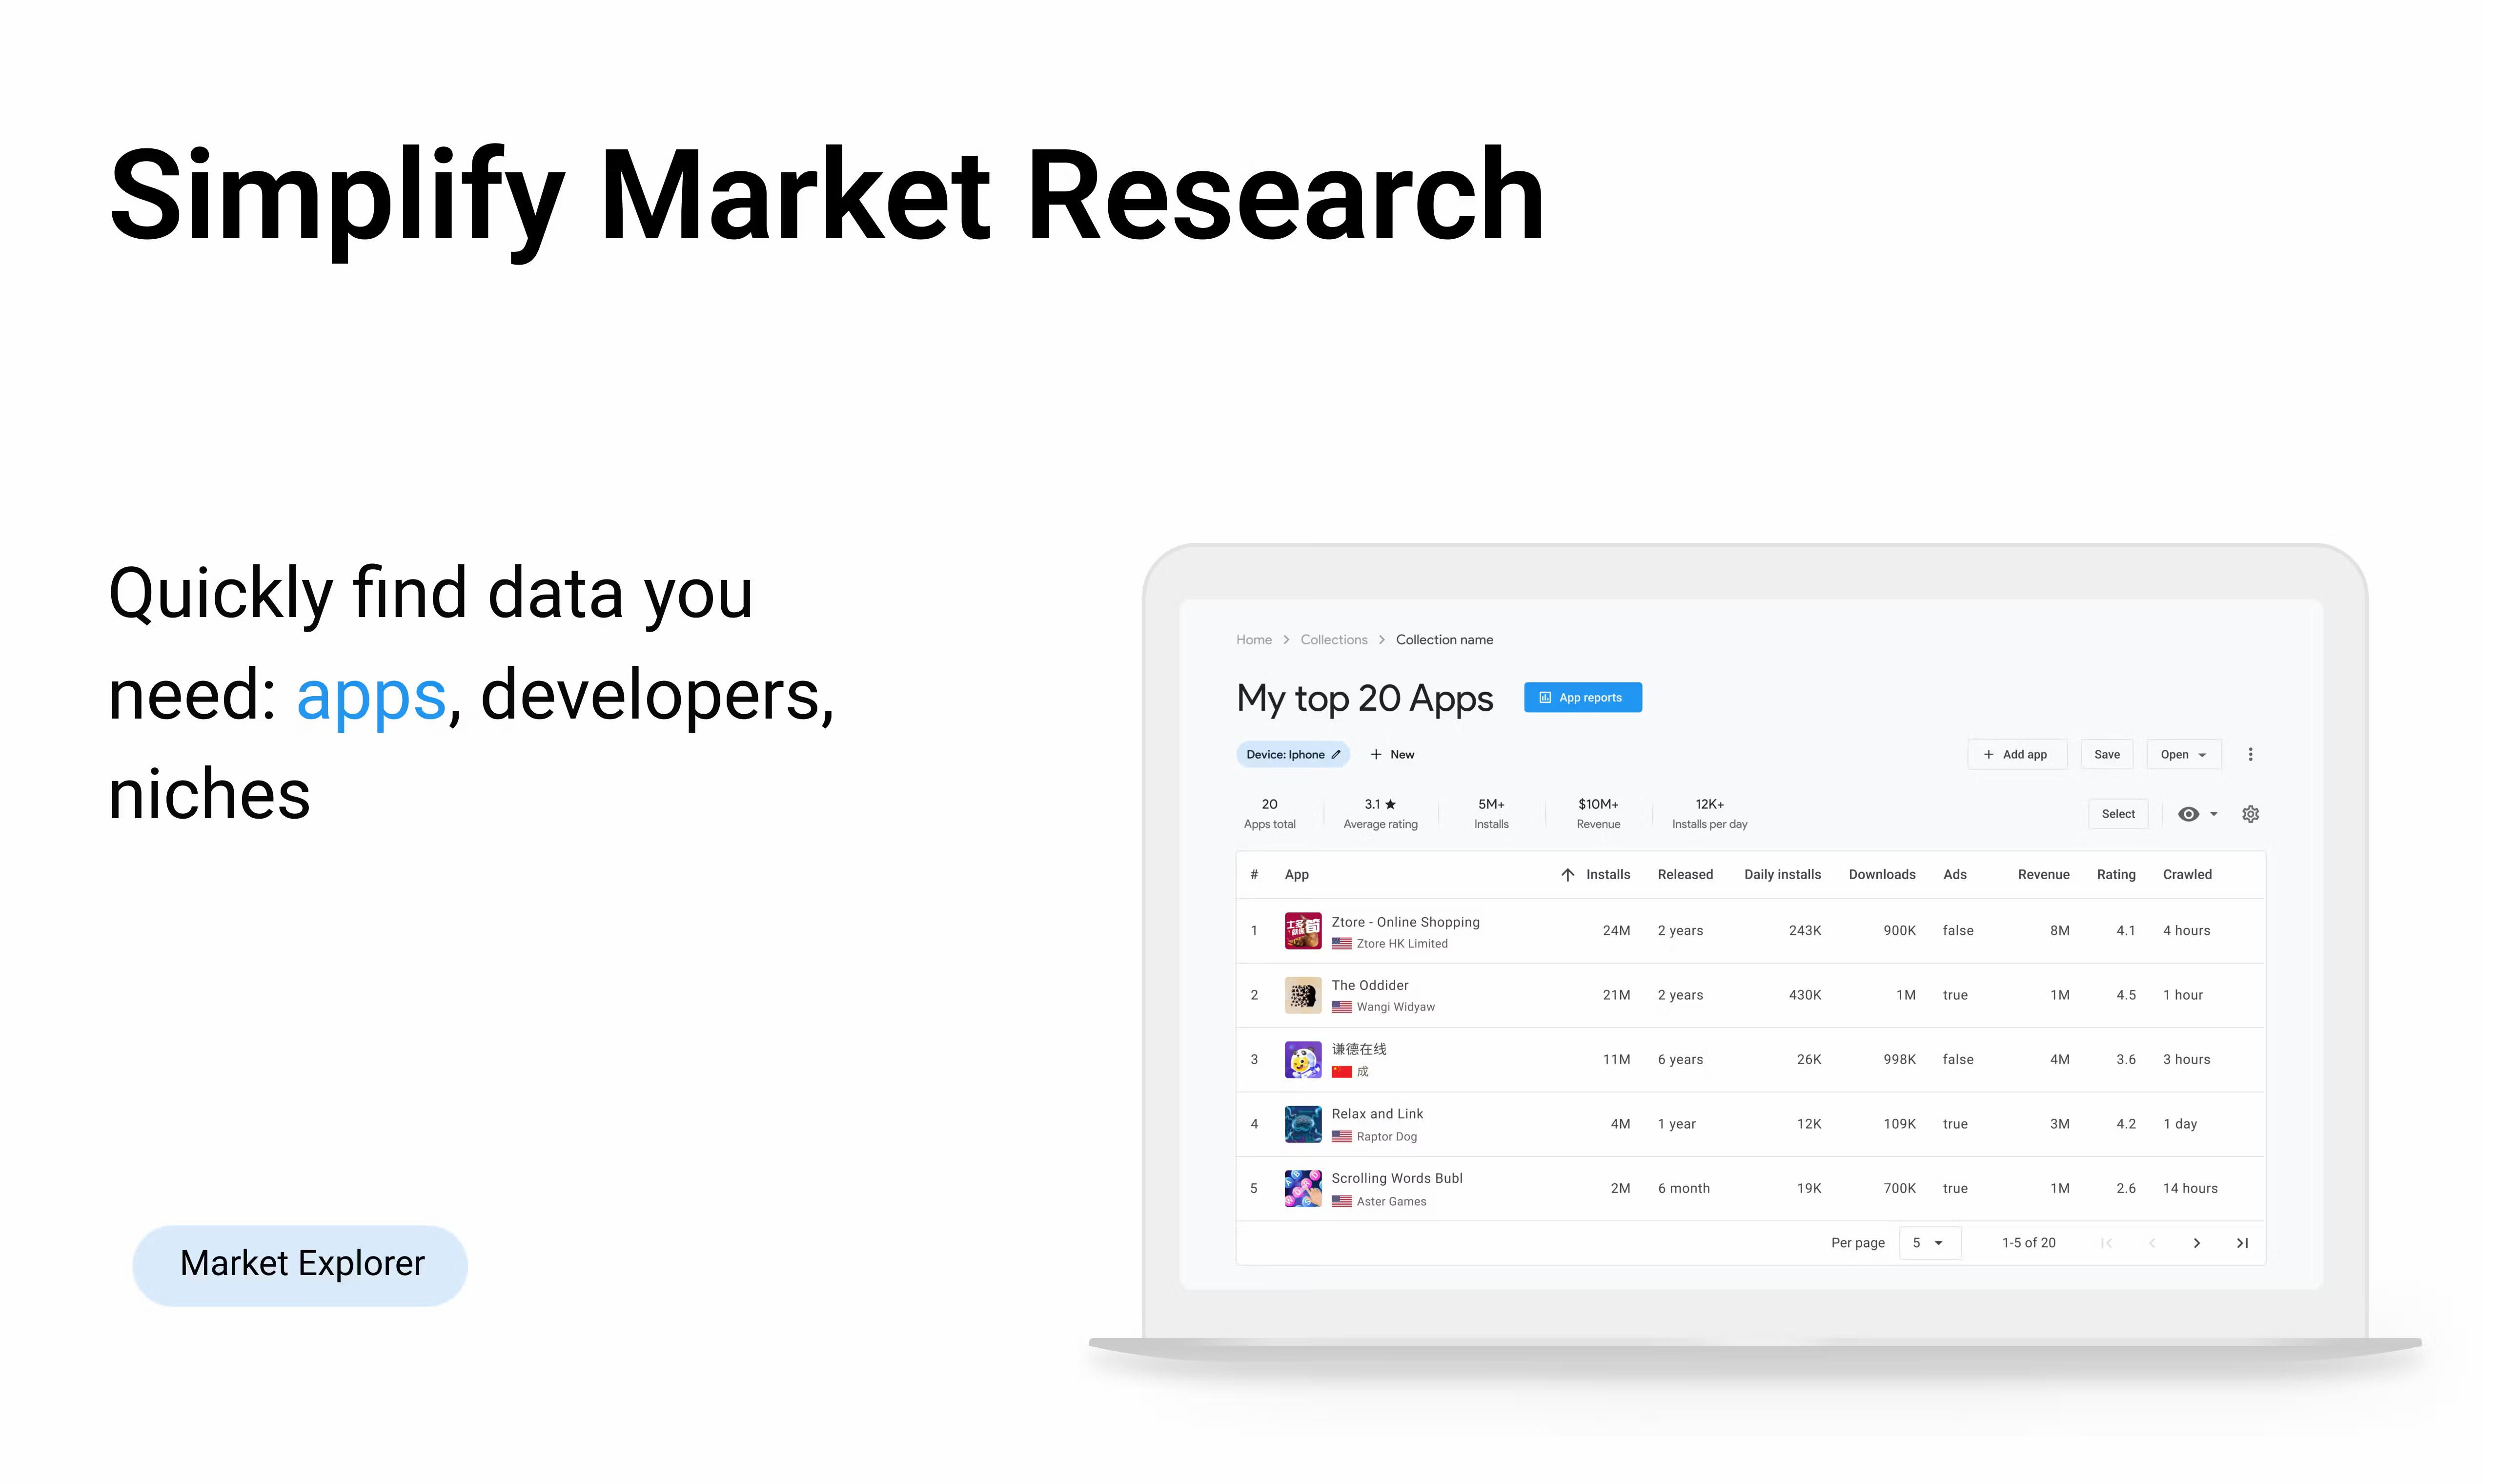 Simplify Market Research
Quickly find data you
need: apps, developers,
niches
Market Explorer
Home > Collections > Collection name
My top 20 Apps
App reports
Device: Iphone
+ New
+ Add app
Save
Open
20
Apps total
3.1 ★
Average rating
5M+
Installs
$10M+
Revenue
12K+
Installs per day
Select
# App ↑ Installs Released Daily installs Downloads Ads Revenue Rating Crawled
1 Ztore - Online Shopping 24M 2 years 243K 900K false 8M 4.1 4 hours
Ztore HK Limited
2 The Oddider 21M 2 years 430K 1M true 1M 4.5 1 hour
Wangi Widyaw
3 谦德在线 11M 6 years 26K 998K false 4M 3.6 3 hours
成
4 Relax and Link 4M 1 year 12K 109K true 3M 4.2 1 day
Raptor Dog
5 Scrolling Words Bubl 2M 6 month 19K 700K true 1M 2.6 14 hours
Aster Games
Per page 5 1-5 of 20